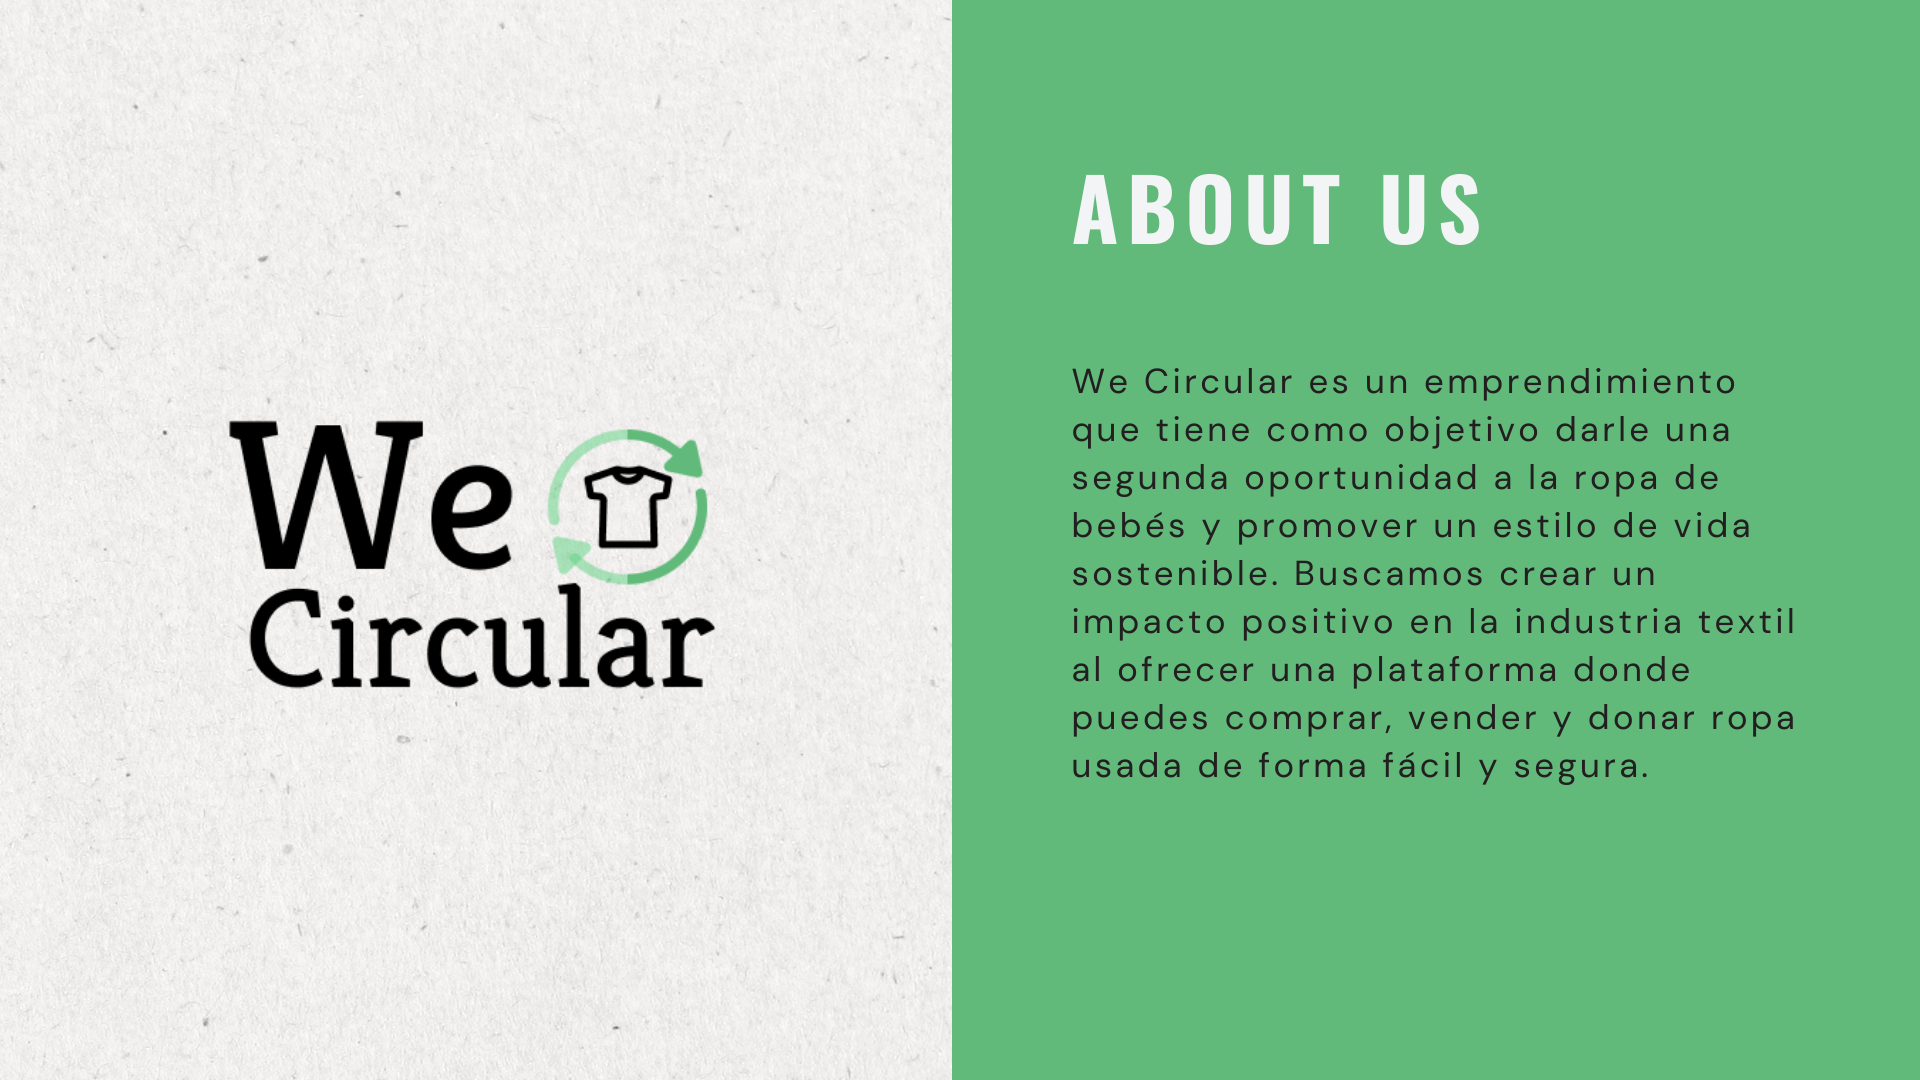 We
Circular
ABOUT US
We Circular es un emprendimiento
que tiene como objetivo darle una
segunda oportunidad a la ropa de
bebés y promover un estilo de vida
sostenible. Buscamos crear un
impacto positivo en la industria textil
al ofrecer una plataforma donde
puedes comprar, vender y donar ropa
usada de forma fácil y segura.